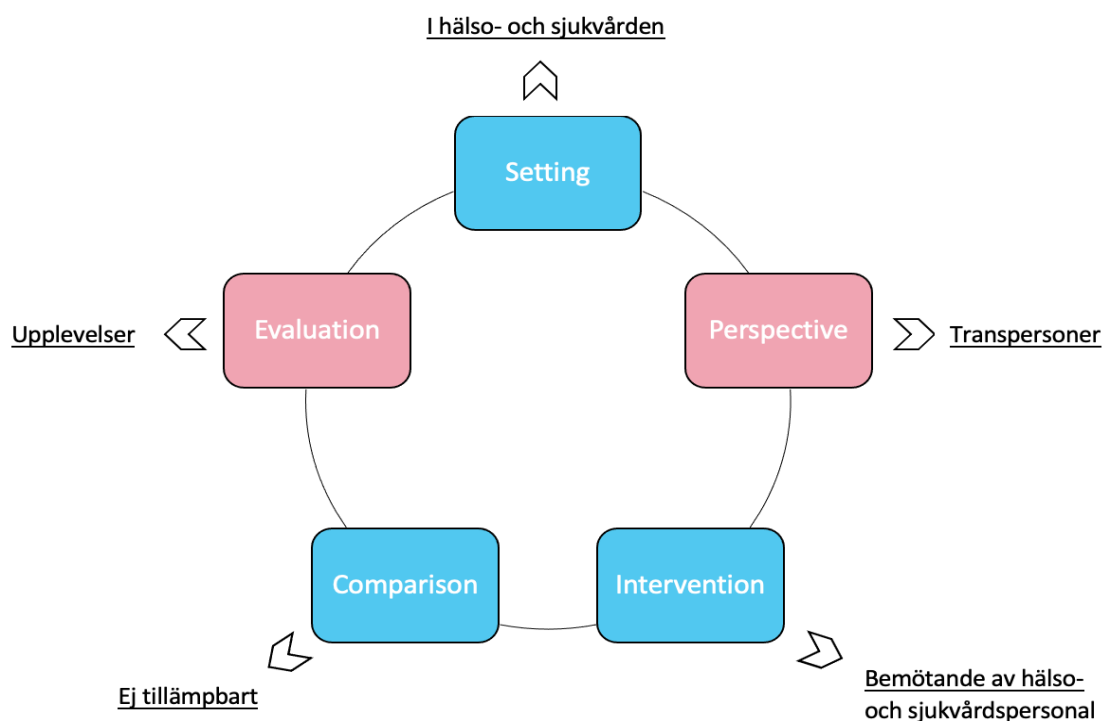 I hälso- och sjukvården
Setting
Evaluation
Perspective
Upplevelser
Transpersoner
Comparison
Intervention
Ej tillämpbart
Bemötande av hälso-
och sjukvårdspersonal